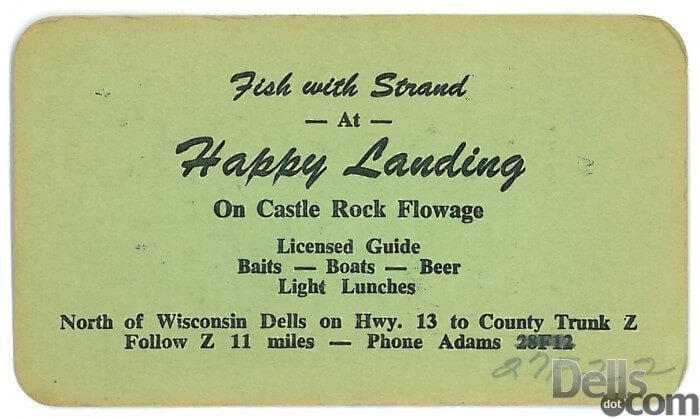 Fish with Strand
— At —
Happy Landing
On Castle Rock Flowage
Licensed Guide
Baits — Boats — Beer
Light Lunches
North of Wisconsin Dells on Hwy. 13 to County Trunk Z
Follow Z 11 miles — Phone Adams 28F12
Dells
dot com